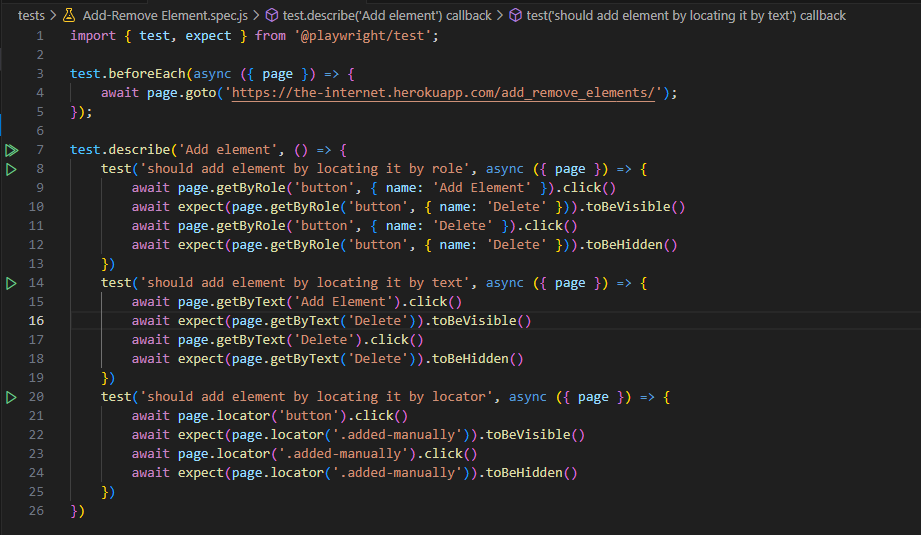 tests > Add-Remove Element.spec.js > test.describe('Add element') callback > test('should add element by locating it by text') callback
1 import { test, expect } from '@playwright/test';
2
3 test.beforeEach(async ({ page }) => {
4     await page.goto('https://the-internet.herokuapp.com/add_remove_elements/');
5 });
6
7 test.describe('Add element', () => {
8     test('should add element by locating it by role', async ({ page }) => {
9         await page.getByRole('button', { name: 'Add Element' }).click()
10         await expect(page.getByRole('button', { name: 'Delete' })).toBeVisible()
11         await page.getByRole('button', { name: 'Delete' }).click()
12         await expect(page.getByRole('button', { name: 'Delete' })).toBeHidden()
13     })
14     test('should add element by locating it by text', async ({ page }) => {
15         await page.getByText('Add Element').click()
16         await expect(page.getByText('Delete')).toBeVisible()
17         await page.getByText('Delete').click()
18         await expect(page.getByText('Delete')).toBeHidden()
19     })
20     test('should add element by locating it by locator', async ({ page }) => {
21         await page.locator('button').click()
22         await expect(page.locator('.added-manually')).toBeVisible()
23         await page.locator('.added-manually').click()
24         await expect(page.locator('.added-manually')).toBeHidden()
25     })
26 })